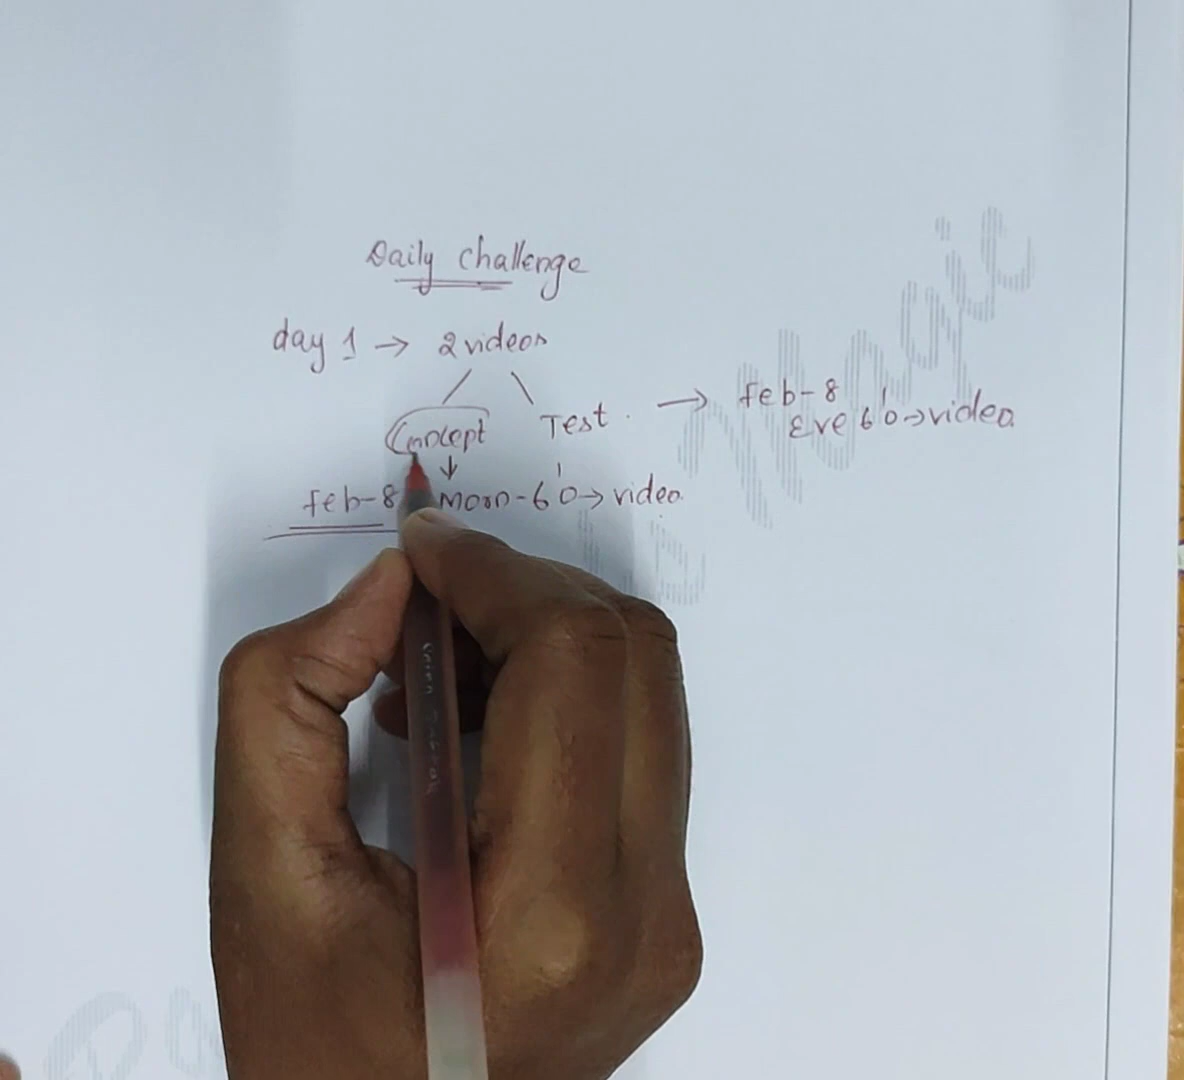 Daily challenge
day 1 → 2 videos
Concept Test → feb-8
Eve 6 0' → video
feb-8 Morn - 6 0' → video